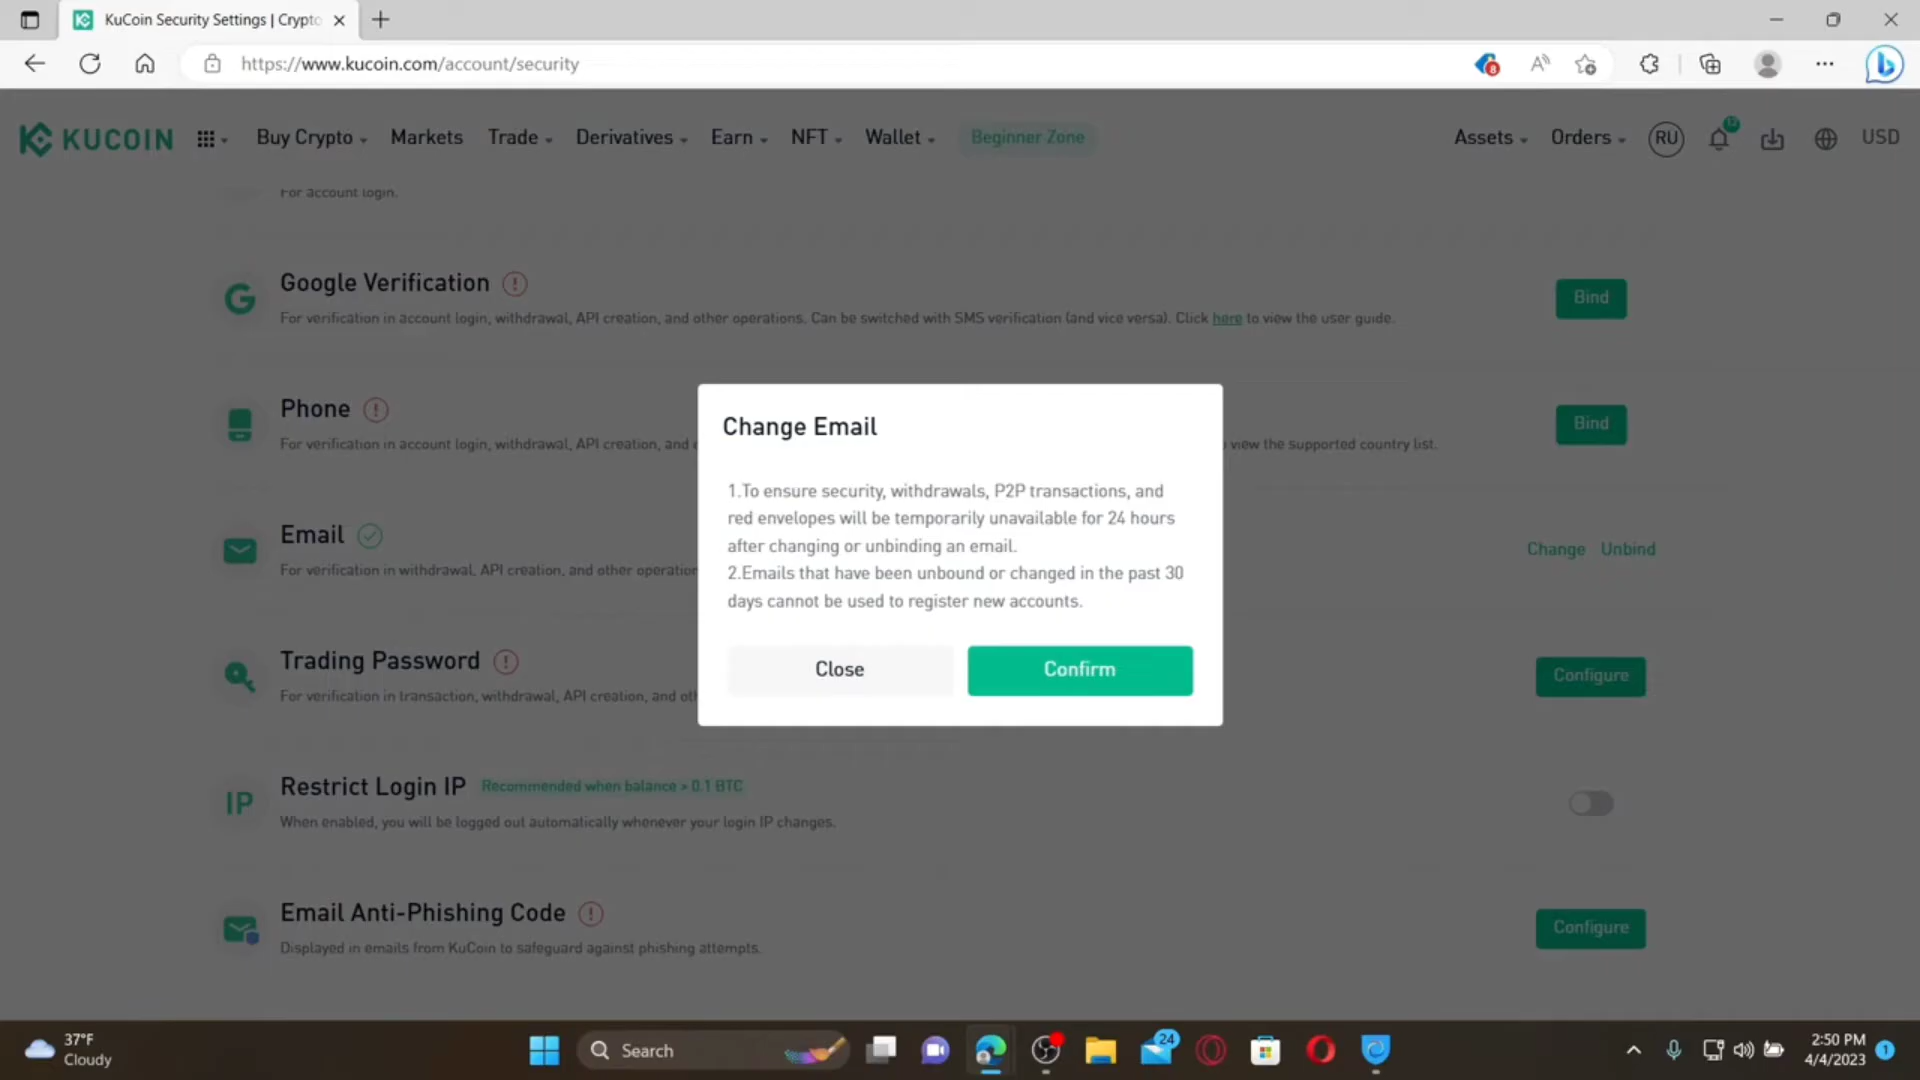 KuCoin Security Settings | Crypto
https://www.kucoin.com/account/security
8
KUCOIN
Buy Crypto
Markets
Trade
Derivatives
Earn
NFT
Wallet
Beginner Zone
Assets
Orders
RU
USD
For account login.
Google Verification
For verification in account login, withdrawal, API creation, and other operations. Can be switched with SMS verification (and vice versa). Click here to view the user guide.
Bind
Phone
For verification in account login, withdrawal, API creation, and
view the supported country list.
Bind
Change Email
1.To ensure security, withdrawals, P2P transactions, and
red envelopes will be temporarily unavailable for 24 hours
after changing or unbinding an email.
2.Emails that have been unbound or changed in the past 30
days cannot be used to register new accounts.
Close
Confirm
Email
For verification in withdrawal, API creation, and other operation
Change
Unbind
Trading Password
For verification in transaction, withdrawal, API creation, and ot
Configure
IP
Restrict Login IP
Recommended when balance > 0.1 BTC
When enabled, you will be logged out automatically whenever your login IP changes.
Email Anti-Phishing Code
Displayed in emails from KuCoin to safeguard against phishing attempts.
Configure
37°F
Cloudy
Search
24
2:50 PM
4/4/2023
1